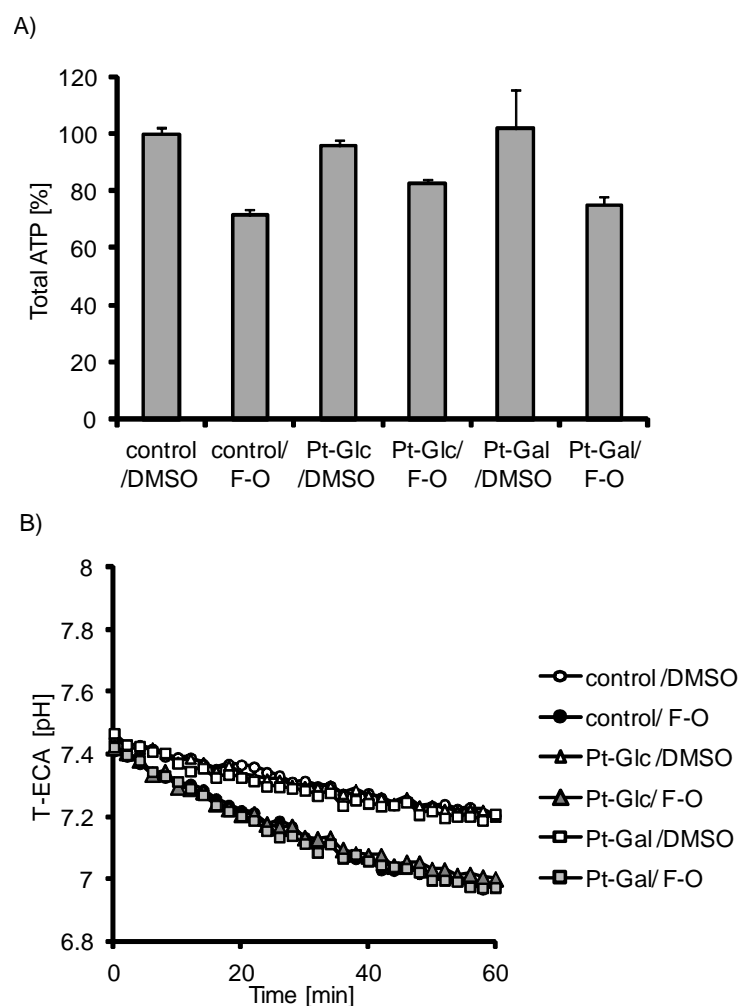 A)
120
100
80
60
40
20
0
Total ATP [%]
control
/DMSO
control/
F-O
Pt-Glc
/DMSO
Pt-Glc/
F-O
Pt-Gal
/DMSO
Pt-Gal/
F-O
B)
8
7.8
7.6
7.4
7.2
7
6.8
T-ECA [pH]
0
20
40
60
Time [min]
control /DMSO
control/ F-O
Pt-Glc /DMSO
Pt-Glc/ F-O
Pt-Gal /DMSO
Pt-Gal/ F-O